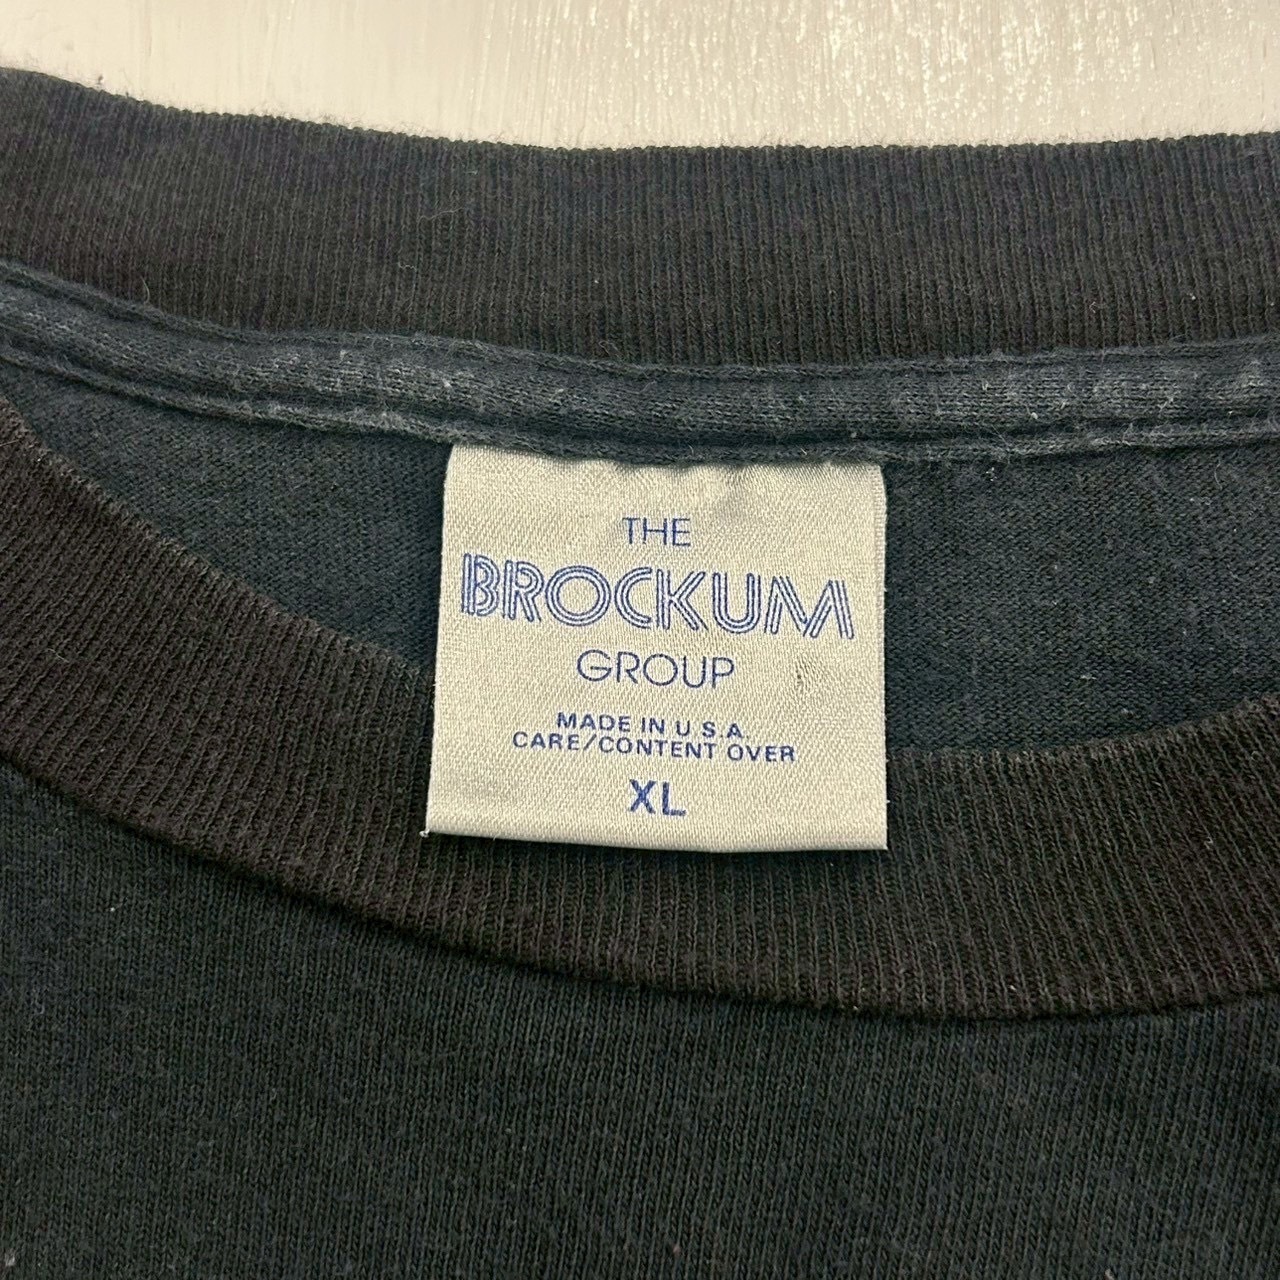 THE
BROCKUM
GROUP
MADE IN U.S.A.
CARE/CONTENT OVER
XL